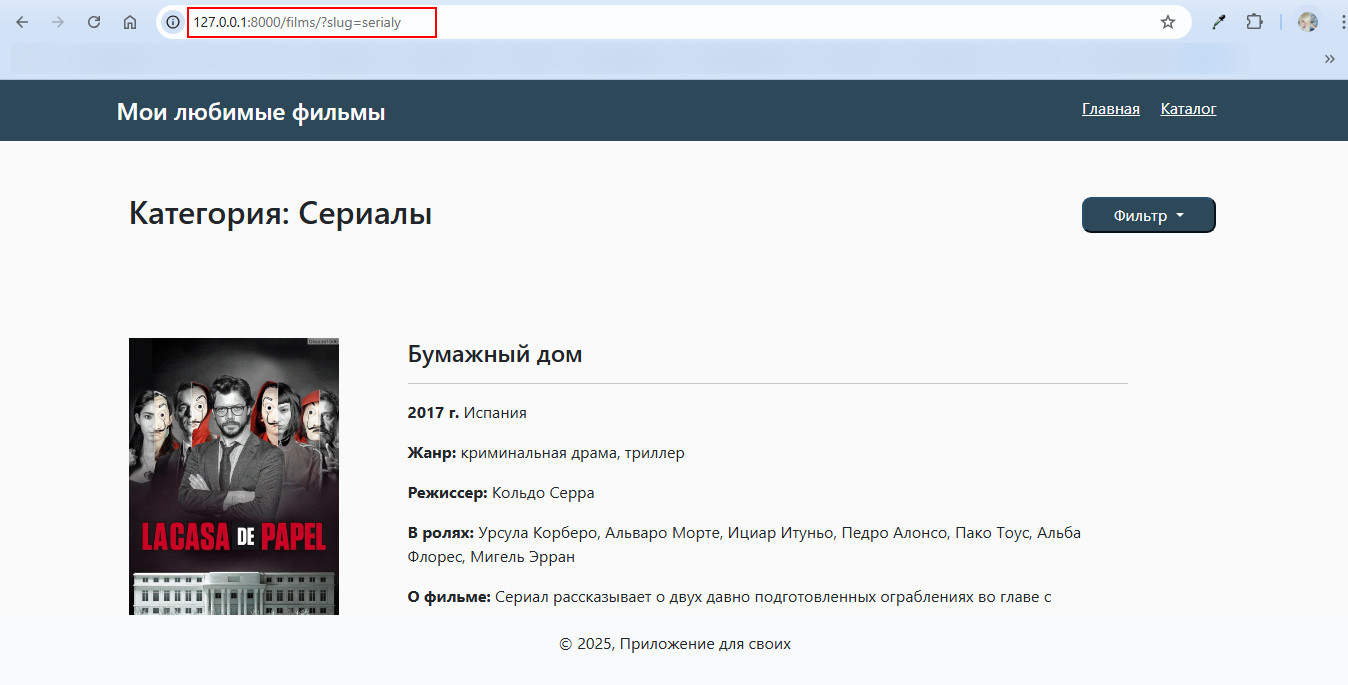 127.0.0.1:8000/films/?slug=serialy
Мои любимые фильмы
Главная Каталог
Категория: Сериалы
Фильтр
LA CASA DE PAPEL
Бумажный дом
2017 г. Испания
Жанр: криминальная драма, триллер
Режиссер: Кольдо Серра
В ролях: Урсула Корберо, Альваро Морте, Ициар Итуньо, Педро Алонсо, Пако Тоус, Альба
Флорес, Мигель Эрран
О фильме: Сериал рассказывает о двух давно подготовленных ограблениях во главе с
© 2025, Приложение для своих